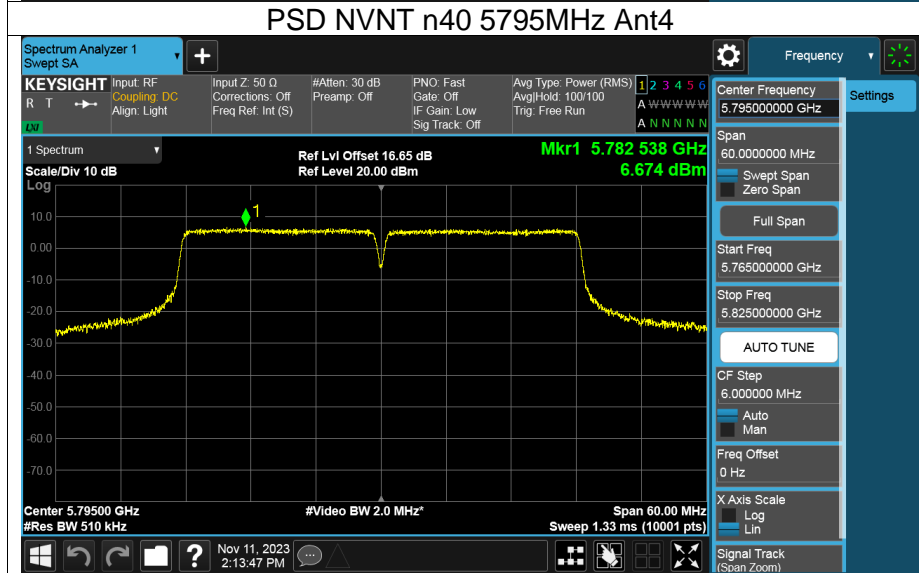 PSD NVNT n40 5795MHz Ant4
Spectrum Analyzer 1
Swept SA
+
Frequency
KEYSIGHT
R T
LXI
Input: RF
Coupling: DC
Align: Light
Input Z: 50 Ω
Corrections: Off
Freq Ref: Int (S)
#Atten: 30 dB
Preamp: Off
PNO: Fast
Gate: Off
IF Gain: Low
Sig Track: Off
Avg Type: Power (RMS)
Avg|Hold: 100/100
Trig: Free Run
1 2 3 4 5 6
A W W W W W
A N N N N N
1 Spectrum
Scale/Div 10 dB
Log
Ref Lvl Offset 16.65 dB
Ref Level 20.00 dBm
Mkr1 5.782 538 GHz
6.674 dBm
1
10.0
0.00
-10.0
-20.0
-30.0
-40.0
-50.0
-60.0
-70.0
Center 5.79500 GHz
#Res BW 510 kHz
#Video BW 2.0 MHz*
Span 60.00 MHz
Sweep 1.33 ms (10001 pts)
?
Nov 11, 2023
2:13:47 PM
Center Frequency
5.795000000 GHz
Span
60.0000000 MHz
Swept Span
Zero Span
Full Span
Start Freq
5.765000000 GHz
Stop Freq
5.825000000 GHz
AUTO TUNE
CF Step
6.000000 MHz
Auto
Man
Freq Offset
0 Hz
X Axis Scale
Log
Lin
Signal Track
(Span Zoom)
Settings